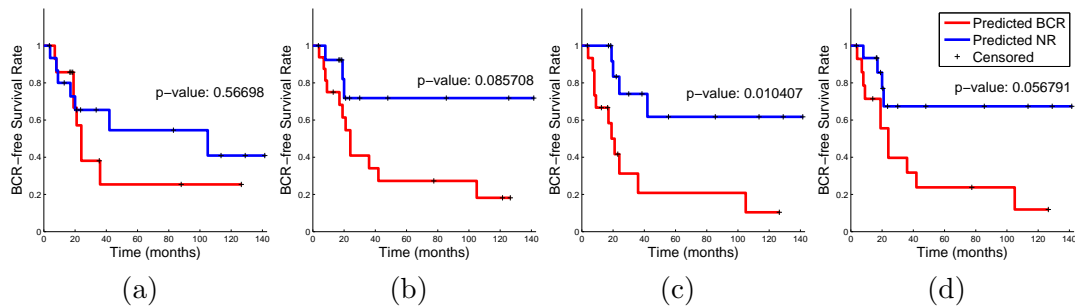 Predicted BCR
Predicted NR
Censored
BCR-free Survival Rate
1
0.8
0.6
0.4
0.2
0 20 40 60 80 100 120 140
Time (months)
p-value: 0.56698
(a)
BCR-free Survival Rate
1
0.8
0.6
0.4
0.2
0 20 40 60 80 100 120 140
Time (months)
p-value: 0.085708
(b)
BCR-free Survival Rate
1
0.8
0.6
0.4
0.2
0 20 40 60 80 100 120 140
Time (months)
p-value: 0.010407
(c)
BCR-free Survival Rate
1
0.8
0.6
0.4
0.2
0 20 40 60 80 100 120 140
Time (months)
p-value: 0.056791
(d)